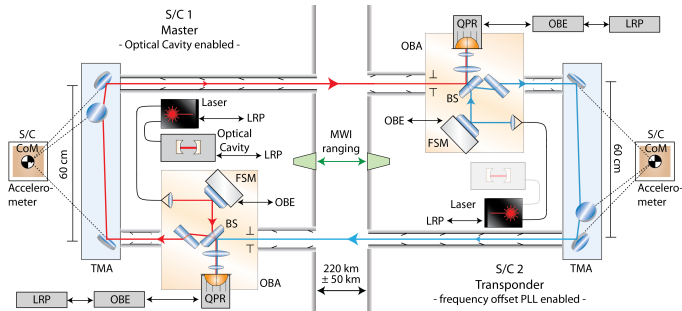 S/C 1
Master
- Optical Cavity enabled -
QPR
OBE
LRP
OBA
BS
OBE
FSM
Laser
LRP
Optical
Cavity
LRP
MWI
ranging
S/C
CoM
Accelero-
meter
60 cm
S/C
CoM
Accelero-
meter
60 cm
FSM
OBE
BS
Laser
LRP
TMA
TMA
OBA
QPR
LRP
OBE
220 km
± 50 km
S/C 2
Transponder
- frequency offset PLL enabled -